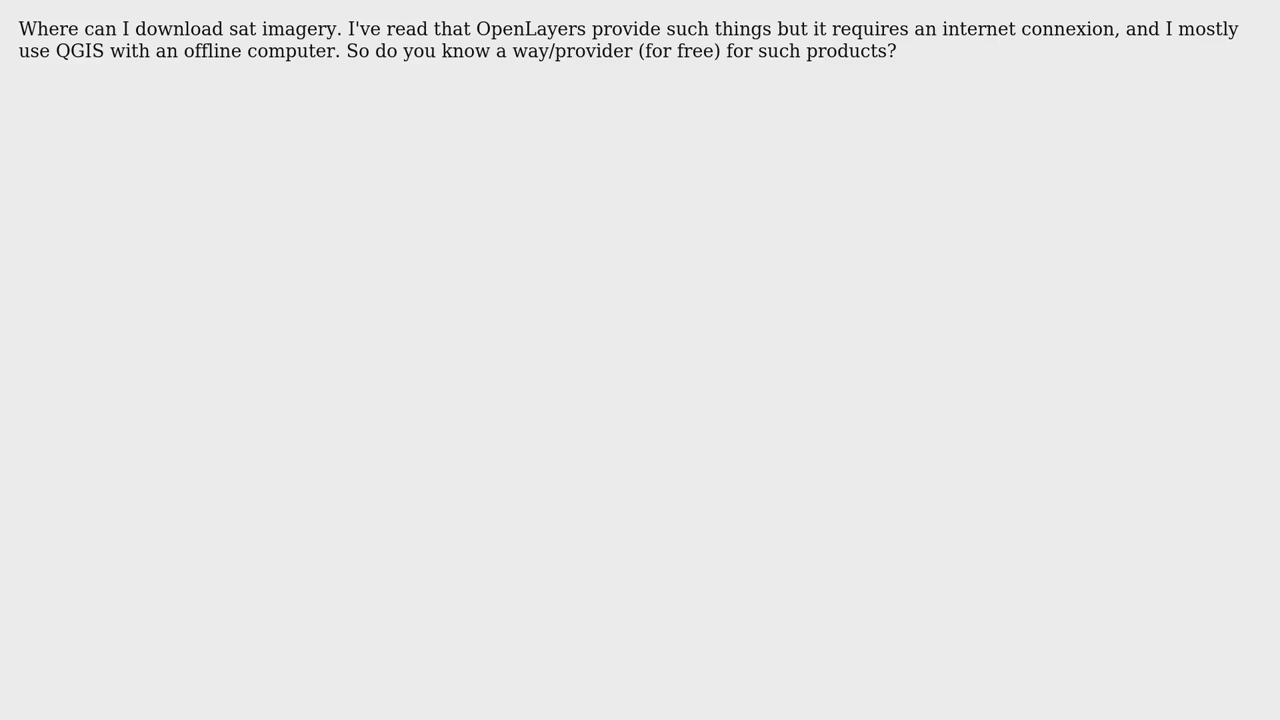 Where can I download sat imagery. I've read that OpenLayers provide such things but it requires an internet connexion, and I mostly
use QGIS with an offline computer. So do you know a way/provider (for free) for such products?